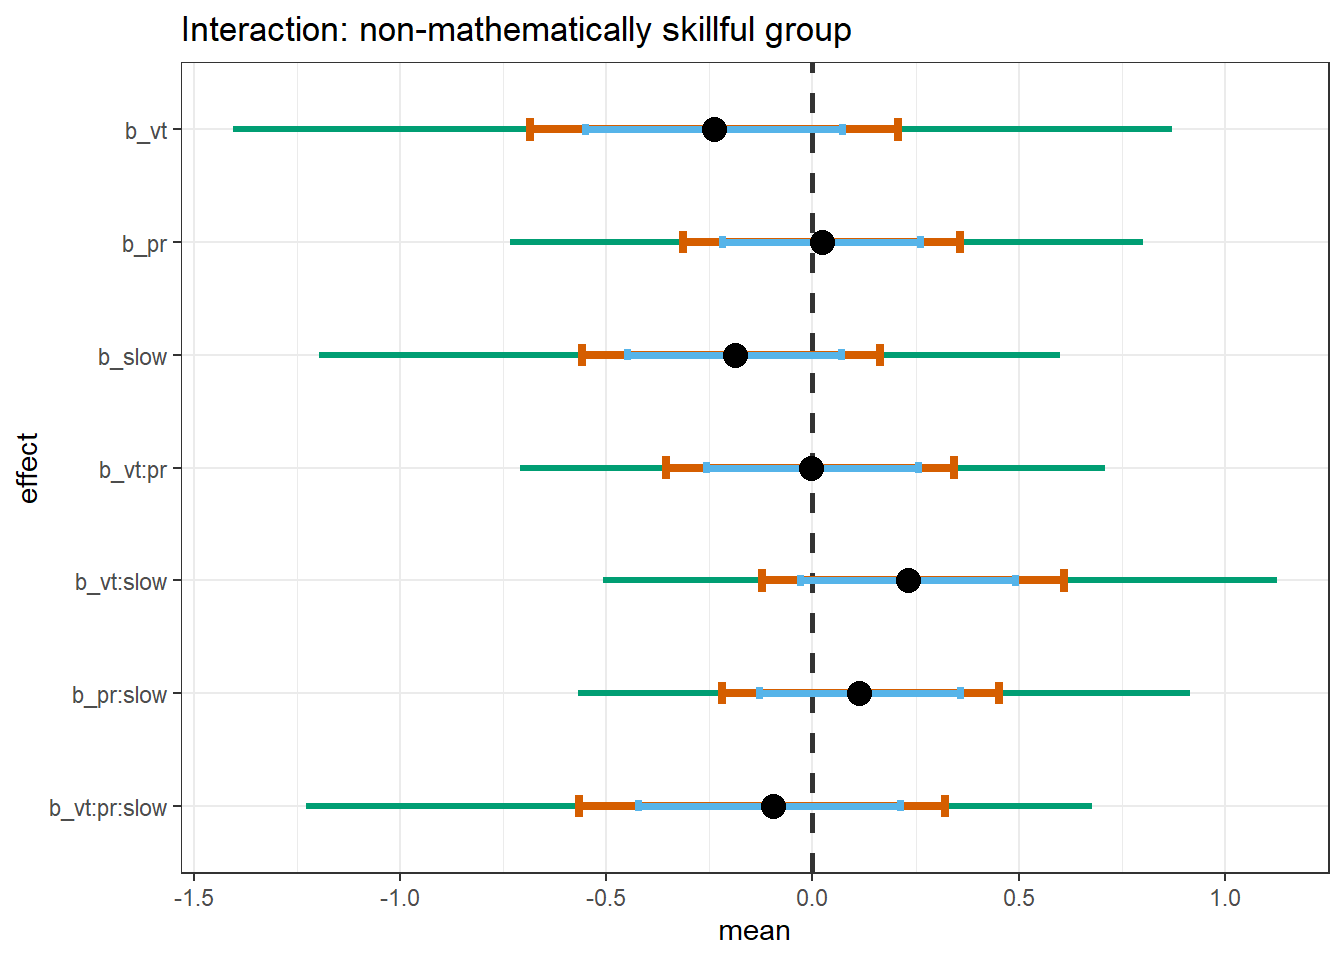 Interaction: non-mathematically skillful group
b_vt
b_pr
b_slow
b_vt:pr
b_vt:slow
b_pr:slow
b_vt:pr:slow
effect
-1.5 -1.0 -0.5 0.0 0.5 1.0
mean